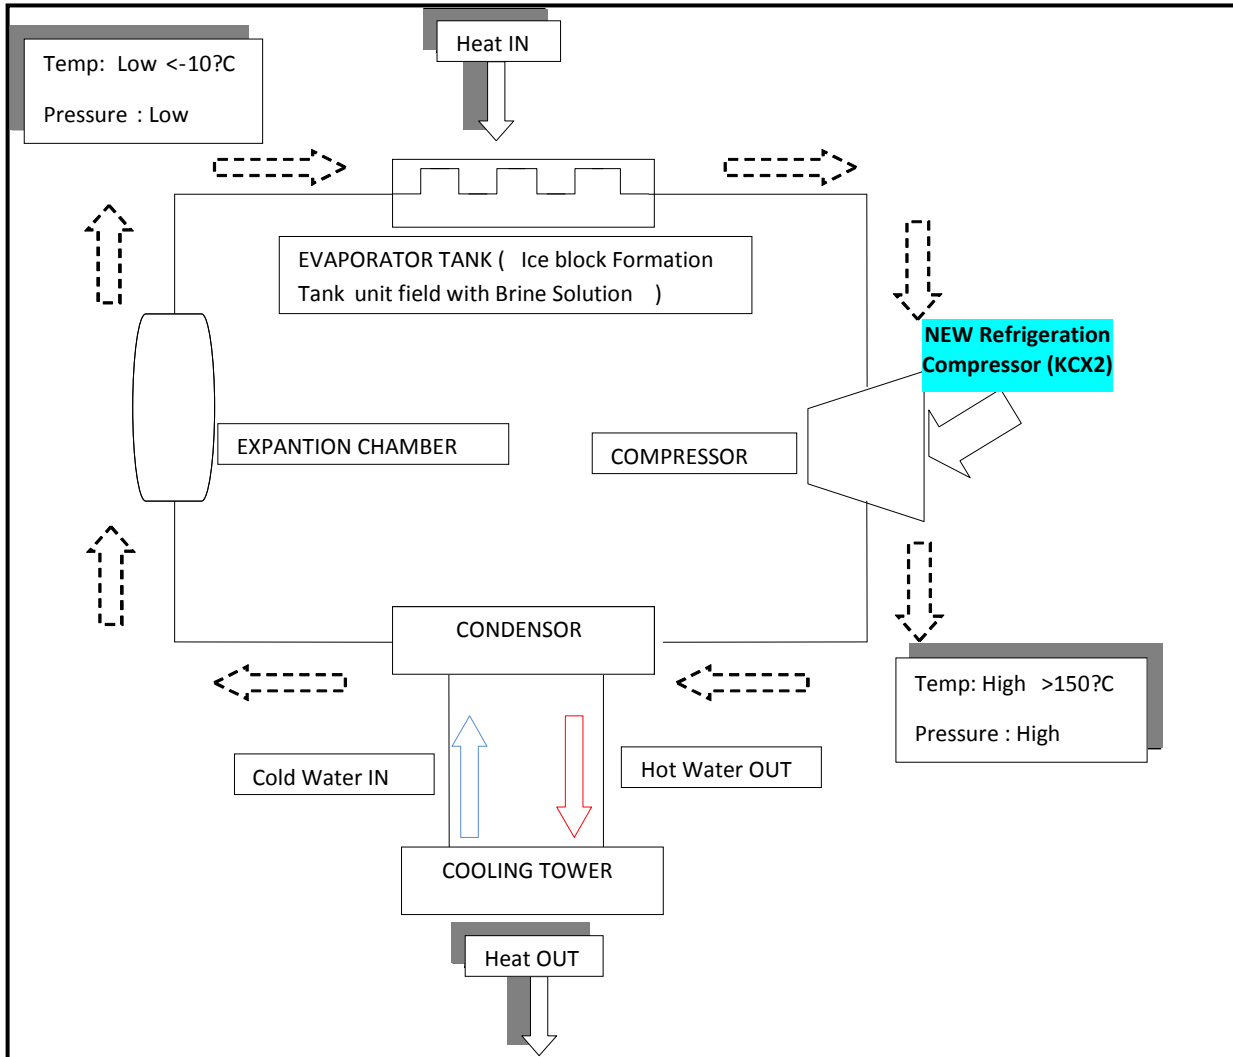 Heat IN
Temp:  Low <-10?C
Pressure : Low
EVAPORATOR TANK (   Ice block Formation
Tank  unit field with Brine Solution    )
NEW Refrigeration
Compressor (KCX2)
EXPANTION CHAMBER
COMPRESSOR
CONDENSOR
Temp: High   >150?C
Pressure : High
Cold Water IN
Hot Water OUT
COOLING TOWER
Heat OUT